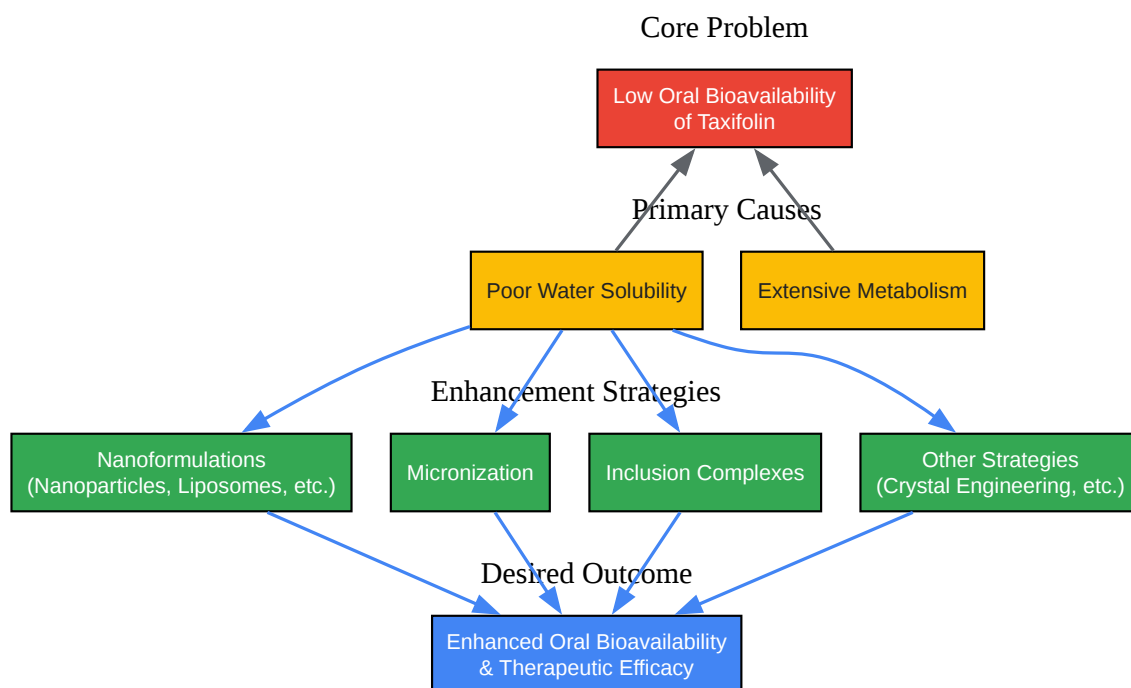 Core Problem
Low Oral Bioavailability
of Taxifolin
Primary Causes
Poor Water Solubility
Extensive Metabolism
Enhancement Strategies
Nanoformulations
(Nanoparticles, Liposomes, etc.)
Micronization
Inclusion Complexes
Other Strategies
(Crystal Engineering, etc.)
Desired Outcome
Enhanced Oral Bioavailability
& Therapeutic Efficacy